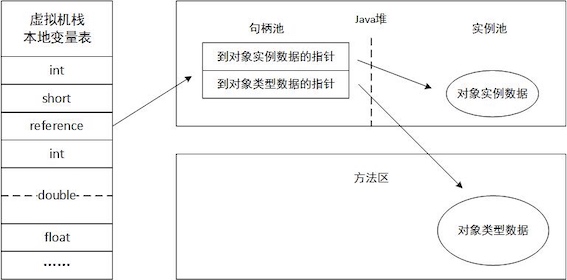 虚拟机栈
本地变量表
int
short
reference
int
double
float
……
句柄池
Java堆
实例池
到对象实例数据的指针
到对象类型数据的指针
对象实例数据
方法区
对象类型数据